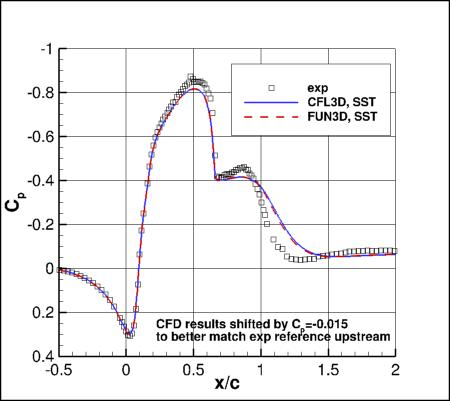 exp
CFL3D, SST
FUN3D, SST
-1
-0.8
-0.6
-0.4
-0.2
0
0.2
0.4
Cp
CFD results shifted by Cp=-0.015
to better match exp reference upstream
-0.5 0 0.5 1 1.5 2
x/c